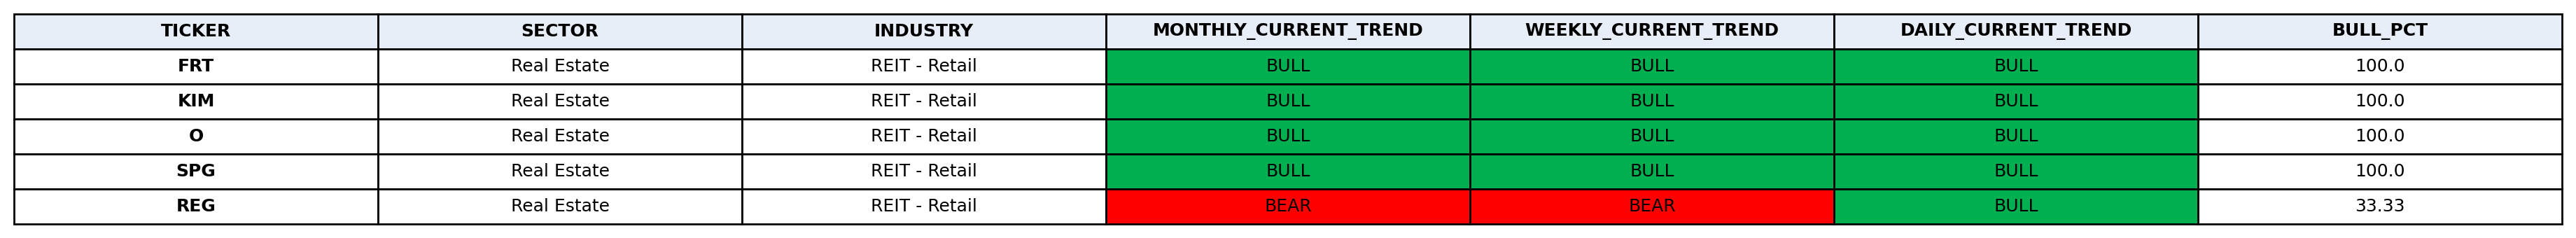 TICKER SECTOR INDUSTRY MONTHLY_CURRENT_TREND WEEKLY_CURRENT_TREND DAILY_CURRENT_TREND BULL_PCT
FRT Real Estate REIT - Retail BULL BULL BULL 100.0
KIM Real Estate REIT - Retail BULL BULL BULL 100.0
O Real Estate REIT - Retail BULL BULL BULL 100.0
SPG Real Estate REIT - Retail BULL BULL BULL 100.0
REG Real Estate REIT - Retail BEAR BEAR BULL 33.33